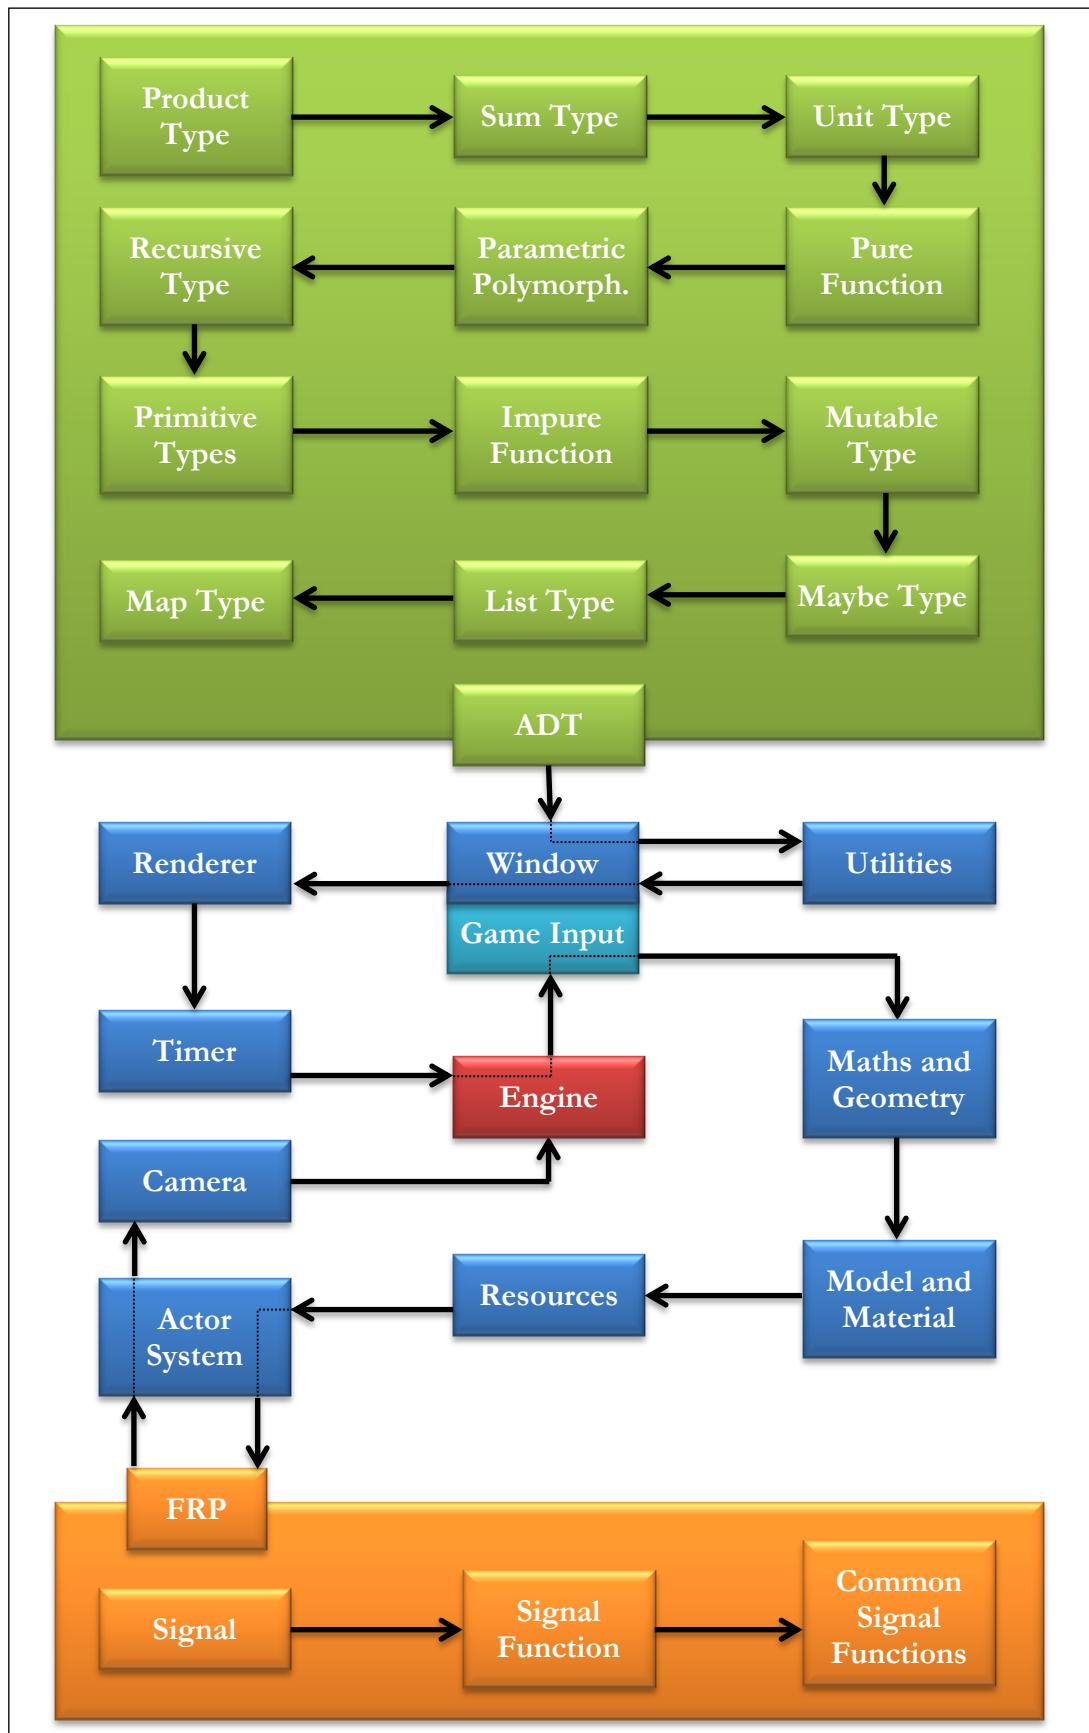 Product
Type
Sum Type
Unit Type
Recursive
Type
Parametric
Polymorph.
Pure
Function
Primitive
Types
Impure
Function
Mutable
Type
Map Type
List Type
Maybe Type
ADT
Renderer
Window
Utilities
Game Input
Timer
Engine
Maths and
Geometry
Camera
Actor
System
Resources
Model and
Material
FRP
Signal
Signal
Function
Common
Signal
Functions